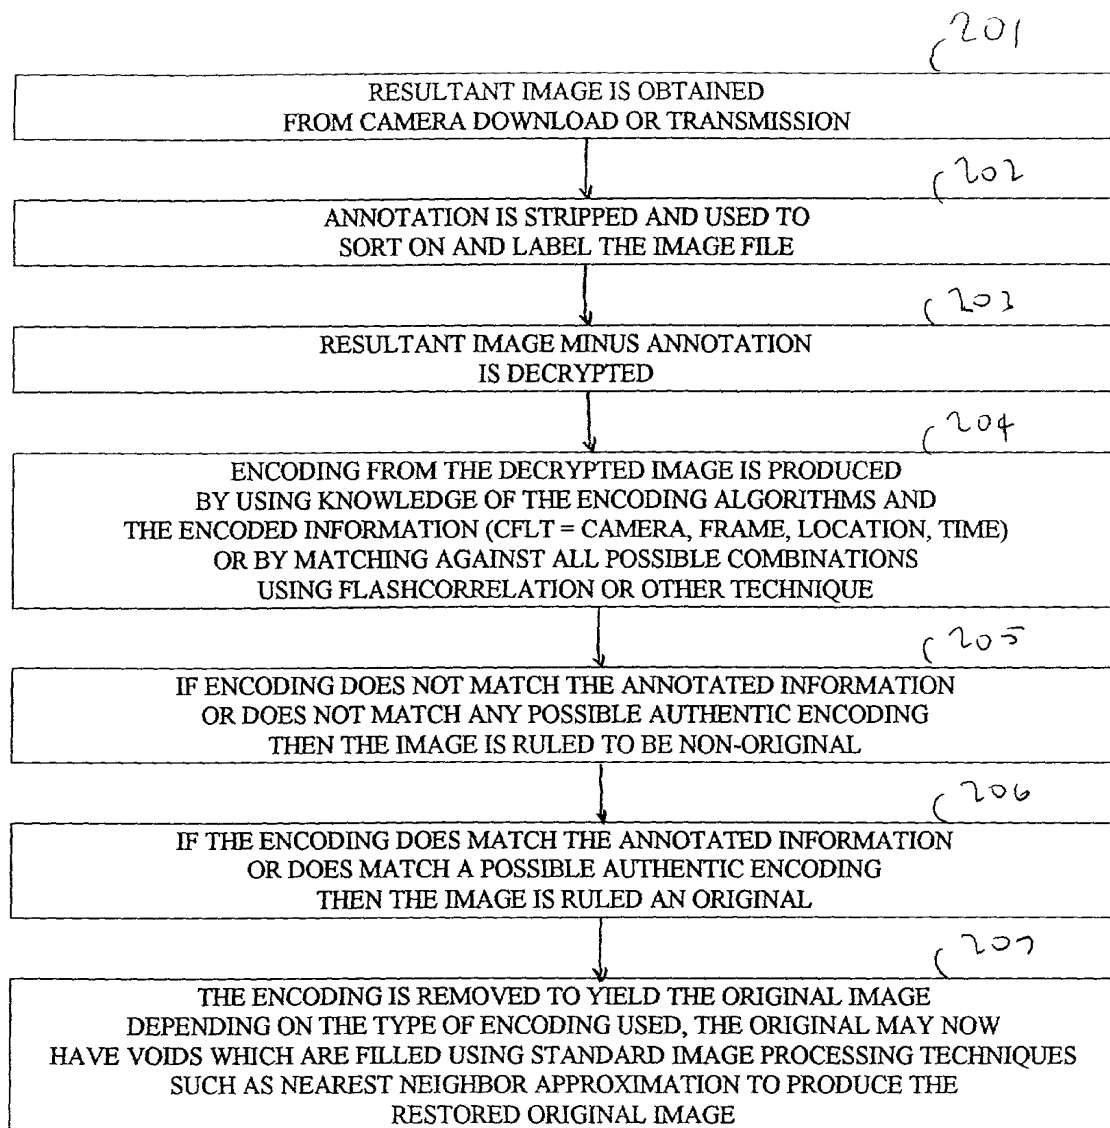 201
RESULTANT IMAGE IS OBTAINED
FROM CAMERA DOWNLOAD OR TRANSMISSION
202
ANNOTATION IS STRIPPED AND USED TO
SORT ON AND LABEL THE IMAGE FILE
203
RESULTANT IMAGE MINUS ANNOTATION
IS DECRYPTED
204
ENCODING FROM THE DECRYPTED IMAGE IS PRODUCED
BY USING KNOWLEDGE OF THE ENCODING ALGORITHMS AND
THE ENCODED INFORMATION (CFLT = CAMERA, FRAME, LOCATION, TIME)
OR BY MATCHING AGAINST ALL POSSIBLE COMBINATIONS
USING FLASHCORRELATION OR OTHER TECHNIQUE
205
IF ENCODING DOES NOT MATCH THE ANNOTATED INFORMATION
OR DOES NOT MATCH ANY POSSIBLE AUTHENTIC ENCODING
THEN THE IMAGE IS RULED TO BE NON-ORIGINAL
206
IF THE ENCODING DOES MATCH THE ANNOTATED INFORMATION
OR DOES MATCH A POSSIBLE AUTHENTIC ENCODING
THEN THE IMAGE IS RULED AN ORIGINAL
207
THE ENCODING IS REMOVED TO YIELD THE ORIGINAL IMAGE
DEPENDING ON THE TYPE OF ENCODING USED, THE ORIGINAL MAY NOW
HAVE VOIDS WHICH ARE FILLED USING STANDARD IMAGE PROCESSING TECHNIQUES
SUCH AS NEAREST NEIGHBOR APPROXIMATION TO PRODUCE THE
RESTORED ORIGINAL IMAGE